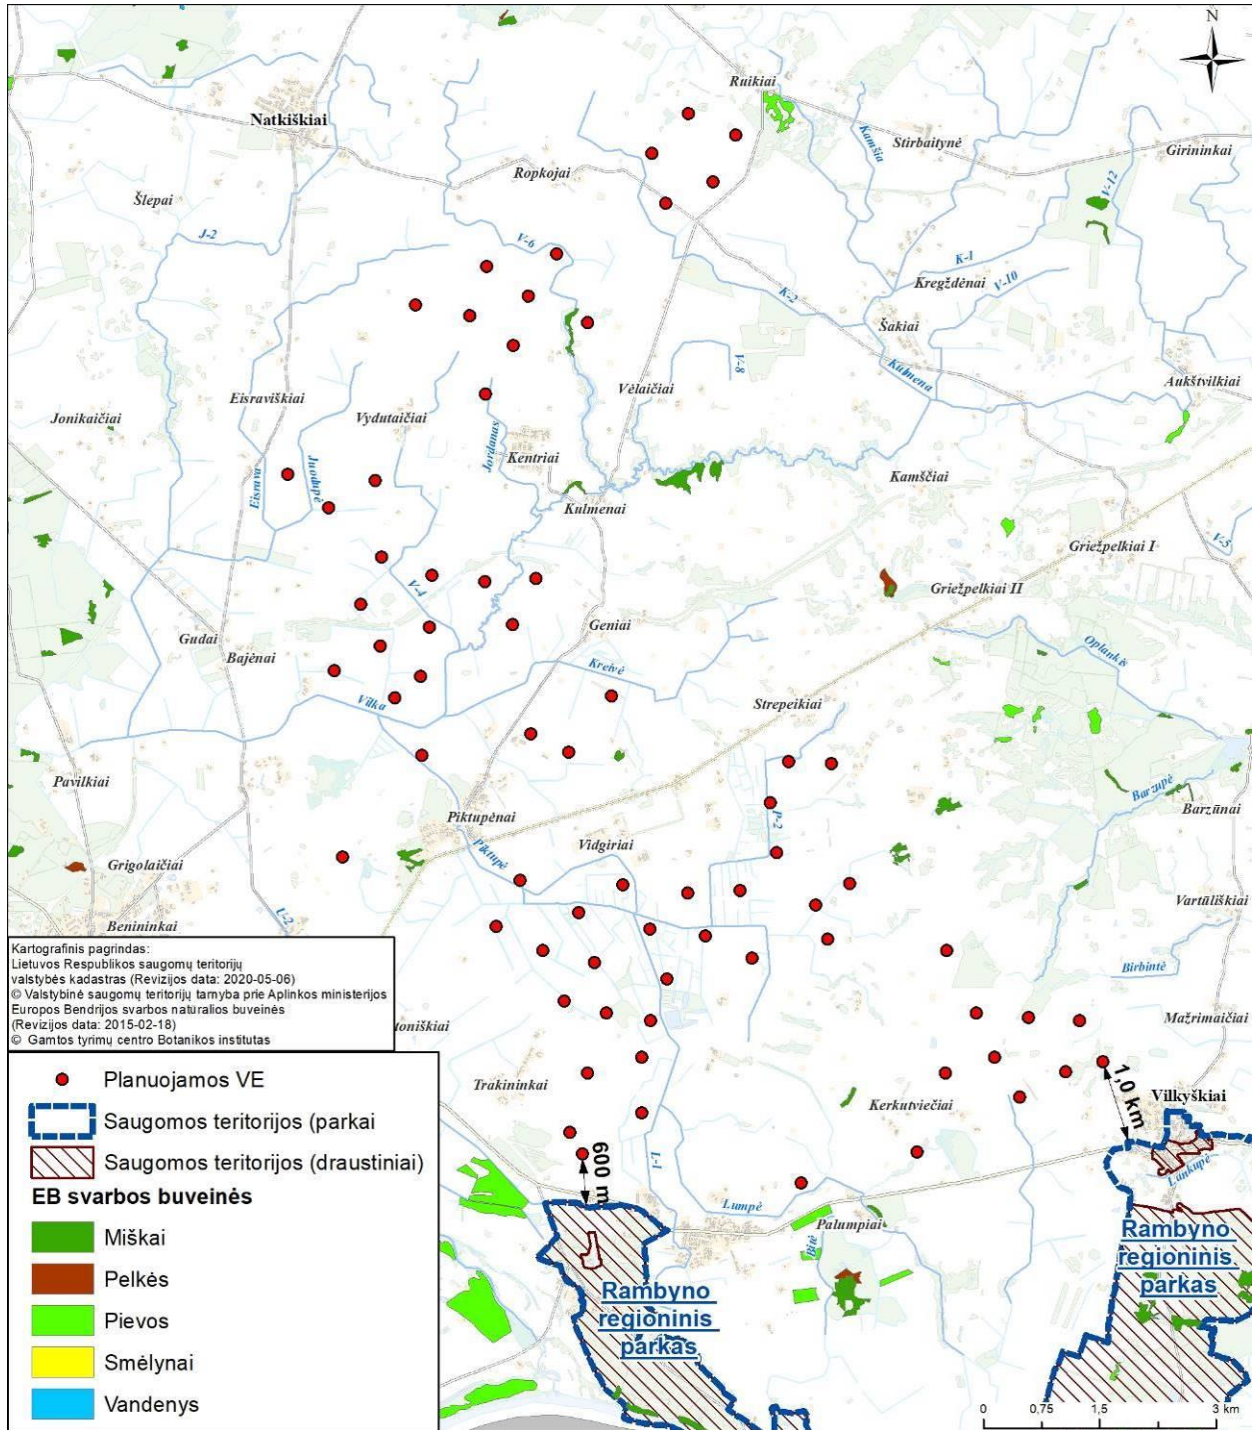 N
Ruikiai
Natkiškiai
Kamšia
Stirbaitynė
Girininkai
Ropkojai
V-12
Šlepai
J-2
V-6
K-1
Kregždėnai
V-10
K-2
Šakiai
Kulmena
V-8
Vėlaičiai
Aukštvilkiai
Eisraviškiai
Jonikaičiai
Vydutaičiai
Jordanas
Kentriai
Kamščiai
Eisrava
Juodupė
Kulmenai
V-5
Griežpelkiai I
Griežpelkiai II
V-4
Geniai
Gudai
Bajėnai
Kreivė
Oplankis
Vilka
Strepeikiai
Pavilkiai
Barzupė
Barzūnai
P-2
Piktupėnai
Vidgiriai
Piktupė
Grigolaičiai
Vartūliškiai
U-2
Benininkai
Kartografinis pagrindas:
Lietuvos Respublikos saugomų teritorijų
valstybės kadastras (Revizijos data: 2020-05-06)
© Valstybinė saugomų teritorijų tarnyba prie Aplinkos ministerijos
Europos Bendrijos svarbos natūralios buveinės
(Revizijos data: 2015-02-18)
© Gamtos tyrimų centro Botanikos institutas
Birbintė
Mažrimaičiai
toniškiai
Trakininkai
1,0 km
Vilkyškiai
Kerkutviečiai
L-1
600 m
Lumpė
Lankupė
Palumpiai
Bitė
Rambyno
regioninis
parkas
Rambyno
regioninis
parkas
Planuojamos VE
Saugomos teritorijos (parkai
Saugomos teritorijos (draustiniai)
EB svarbos buveinės
Miškai
Pelkės
Pievos
Smėlynai
Vandenys
0 0,75 1,5 3 km